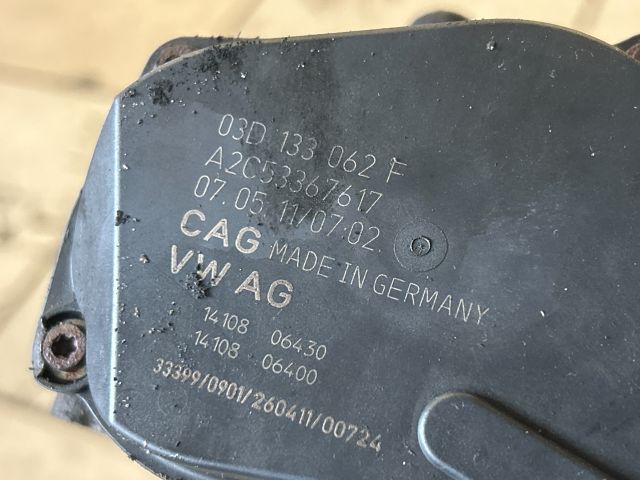 03D 133 062 F
A2C53367617
07.05.11/07:02
CAG MADE IN GERMANY
VW AG
14108 06430
14108 06400
33399/0901/260411/00724